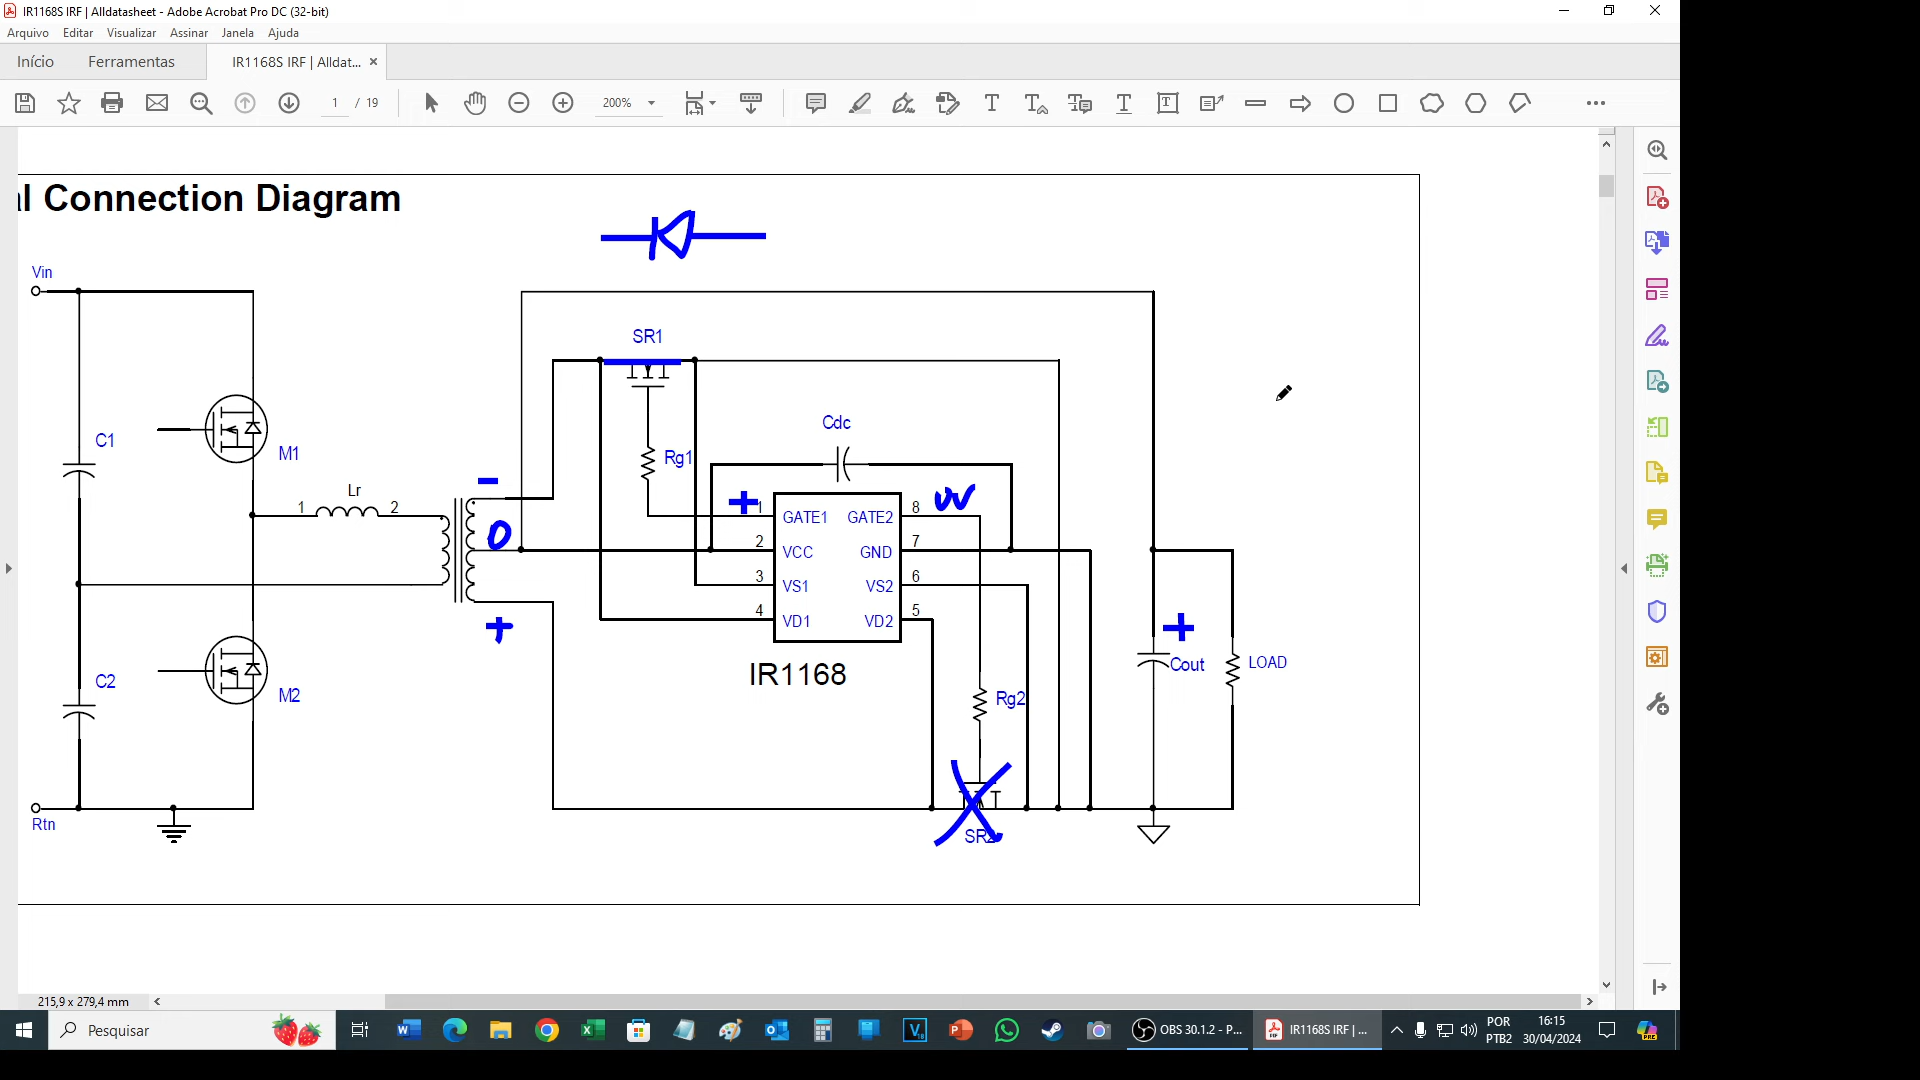 IR1168S IRF | Alldatasheet - Adobe Acrobat Pro DC (32-bit)
Arquivo Editar Visualizar Assinar Janela Ajuda
Início Ferramentas IR1168S IRF | Alldat... ×
1 / 19 200%
al Connection Diagram
Vin
SR1
Cdc
C1
M1
Rg1
Lr
1 2
-
+ 1 GATE1 GATE2 8 0V
0
2 VCC GND 7
3 VS1 VS2 6
4 VD1 VD2 5
+
+
IR1168
Cout
LOAD
C2
M2
Rg2
Rtn
SR2
215,9 x 279,4 mm
Pesquisar
OBS 30.1.2 - P...
IR1168S IRF | ...
POR
PTB2
16:15
30/04/2024